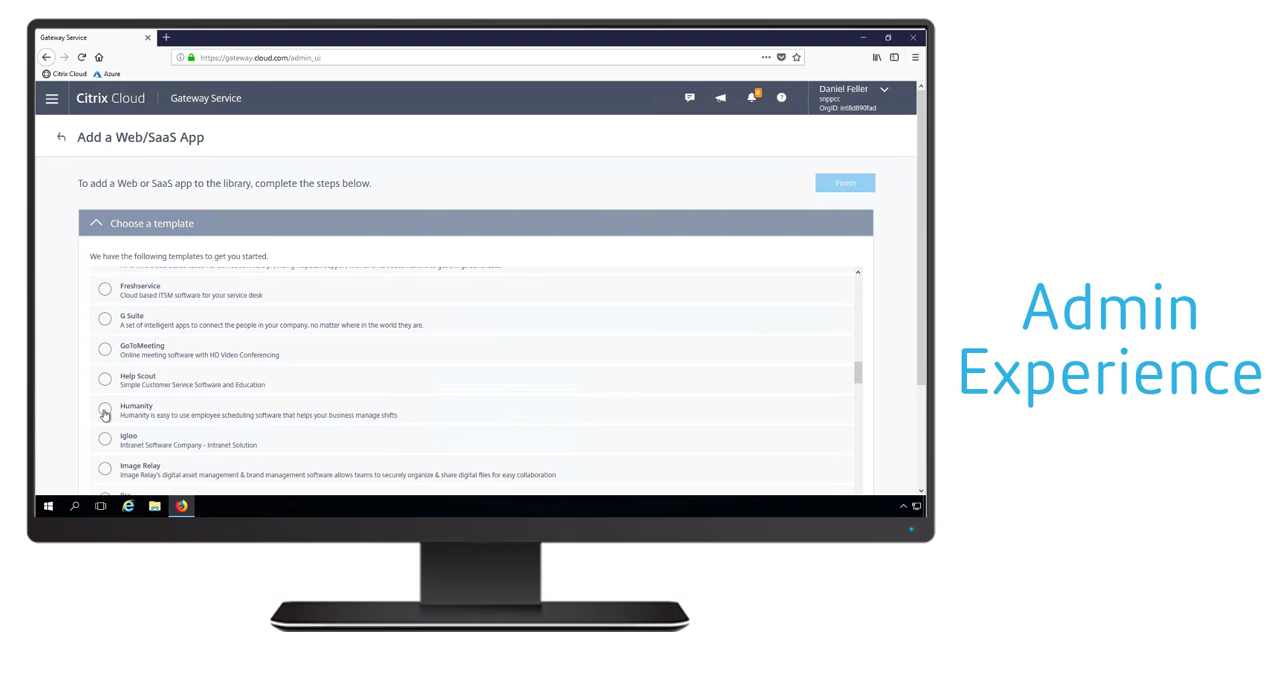 Gateway Service
https://gateway.cloud.com/admin_ui
Citrix Cloud Azure
Citrix Cloud Gateway Service
Daniel Feller
snppcc
OrgID: int8d890fad
6
Add a Web/SaaS App
To add a Web or SaaS app to the library, complete the steps below.
Finish
Choose a template
We have the following templates to get you started.
Freshservice
Cloud based ITSM software for your service desk
G Suite
A set of intelligent apps to connect the people in your company, no matter where in the world they are.
GoToMeeting
Online meeting software with HD Video Conferencing
Help Scout
Simple Customer Service Software and Education
Humanity
Humanity is easy to use employee scheduling software that helps your business manage shifts
Igloo
Intranet Software Company - Intranet Solution
Image Relay
Image Relay's digital asset management & brand management software allows teams to securely organize & share digital files for easy collaboration
Admin
Experience